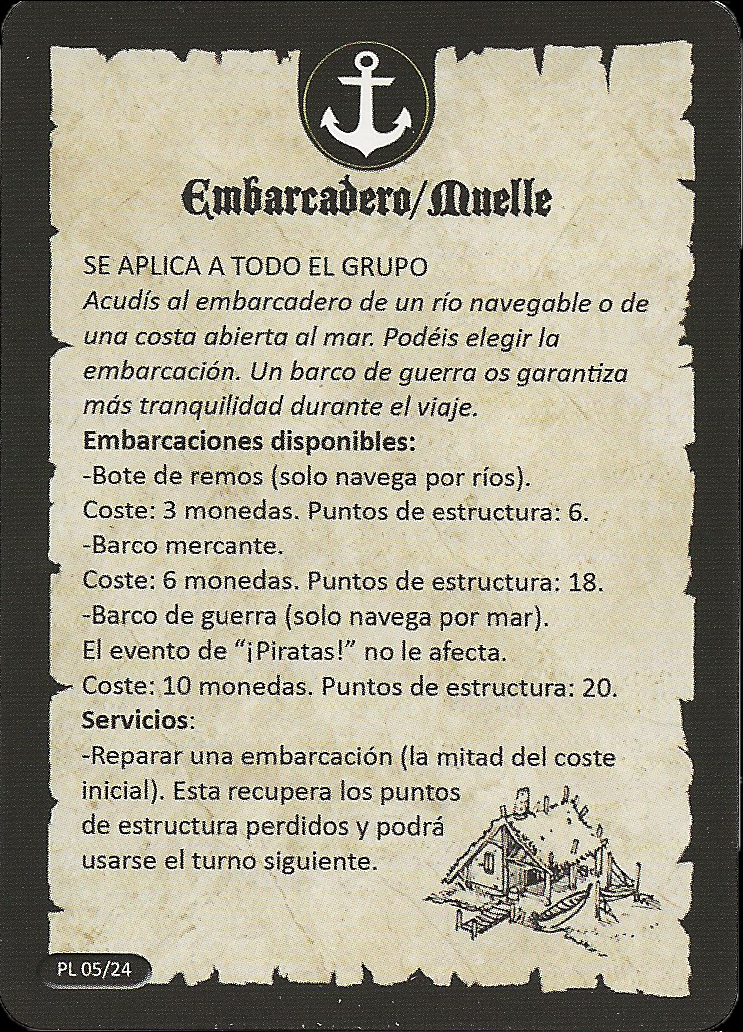 Embarcadero/Muelle
SE APLICA A TODO EL GRUPO
Acudís al embarcadero de un río navegable o de
una costa abierta al mar. Podéis elegir la
embarcación. Un barco de guerra os garantiza
más tranquilidad durante el viaje.
Embarcaciones disponibles:
-Bote de remos (solo navega por ríos).
Coste: 3 monedas. Puntos de estructura: 6.
-Barco mercante.
Coste: 6 monedas. Puntos de estructura: 18.
-Barco de guerra (solo navega por mar).
El evento de “¡Piratas!” no le afecta.
Coste: 10 monedas. Puntos de estructura: 20.
Servicios:
-Reparar una embarcación (la mitad del coste
inicial). Esta recupera los puntos
de estructura perdidos y podrá
usarse el turno siguiente.
PL 05/24